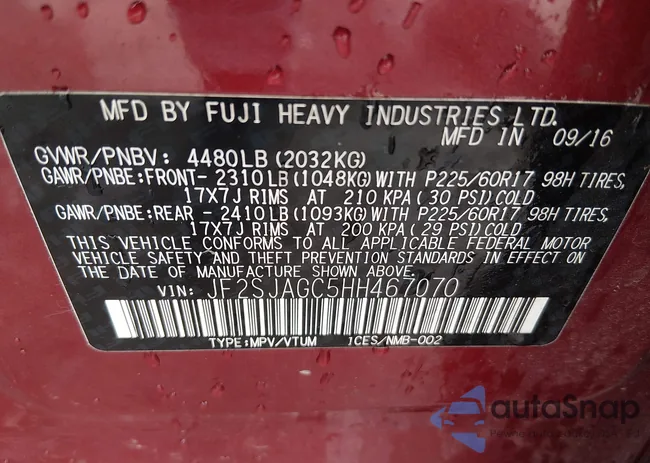 MFD BY FUJI HEAVY INDUSTRIES LTD.
MFD IN 09/16
GVWR/PNBV: 4480LB (2032KG)
GAWR/PNBE:FRONT- 2310LB (1048KG) WITH P225/60R17 98H TIRES,
17X7J RIMS AT 210 KPA (30 PSI) COLD
GAWR/PNBE:REAR - 2410LB (1093KG) WITH P225/60R17 98H TIRES,
17X7J RIMS AT 200 KPA (29 PSI) COLD
THIS VEHICLE CONFORMS TO ALL APPLICABLE FEDERAL MOTOR
VEHICLE SAFETY AND THEFT PREVENTION STANDARDS IN EFFECT ON
THE DATE OF MANUFACTURE SHOWN ABOVE.
VIN: JF2SJAGC5HH467070
TYPE:MPV/VTUM 1CES/NMB-002
autoSnap